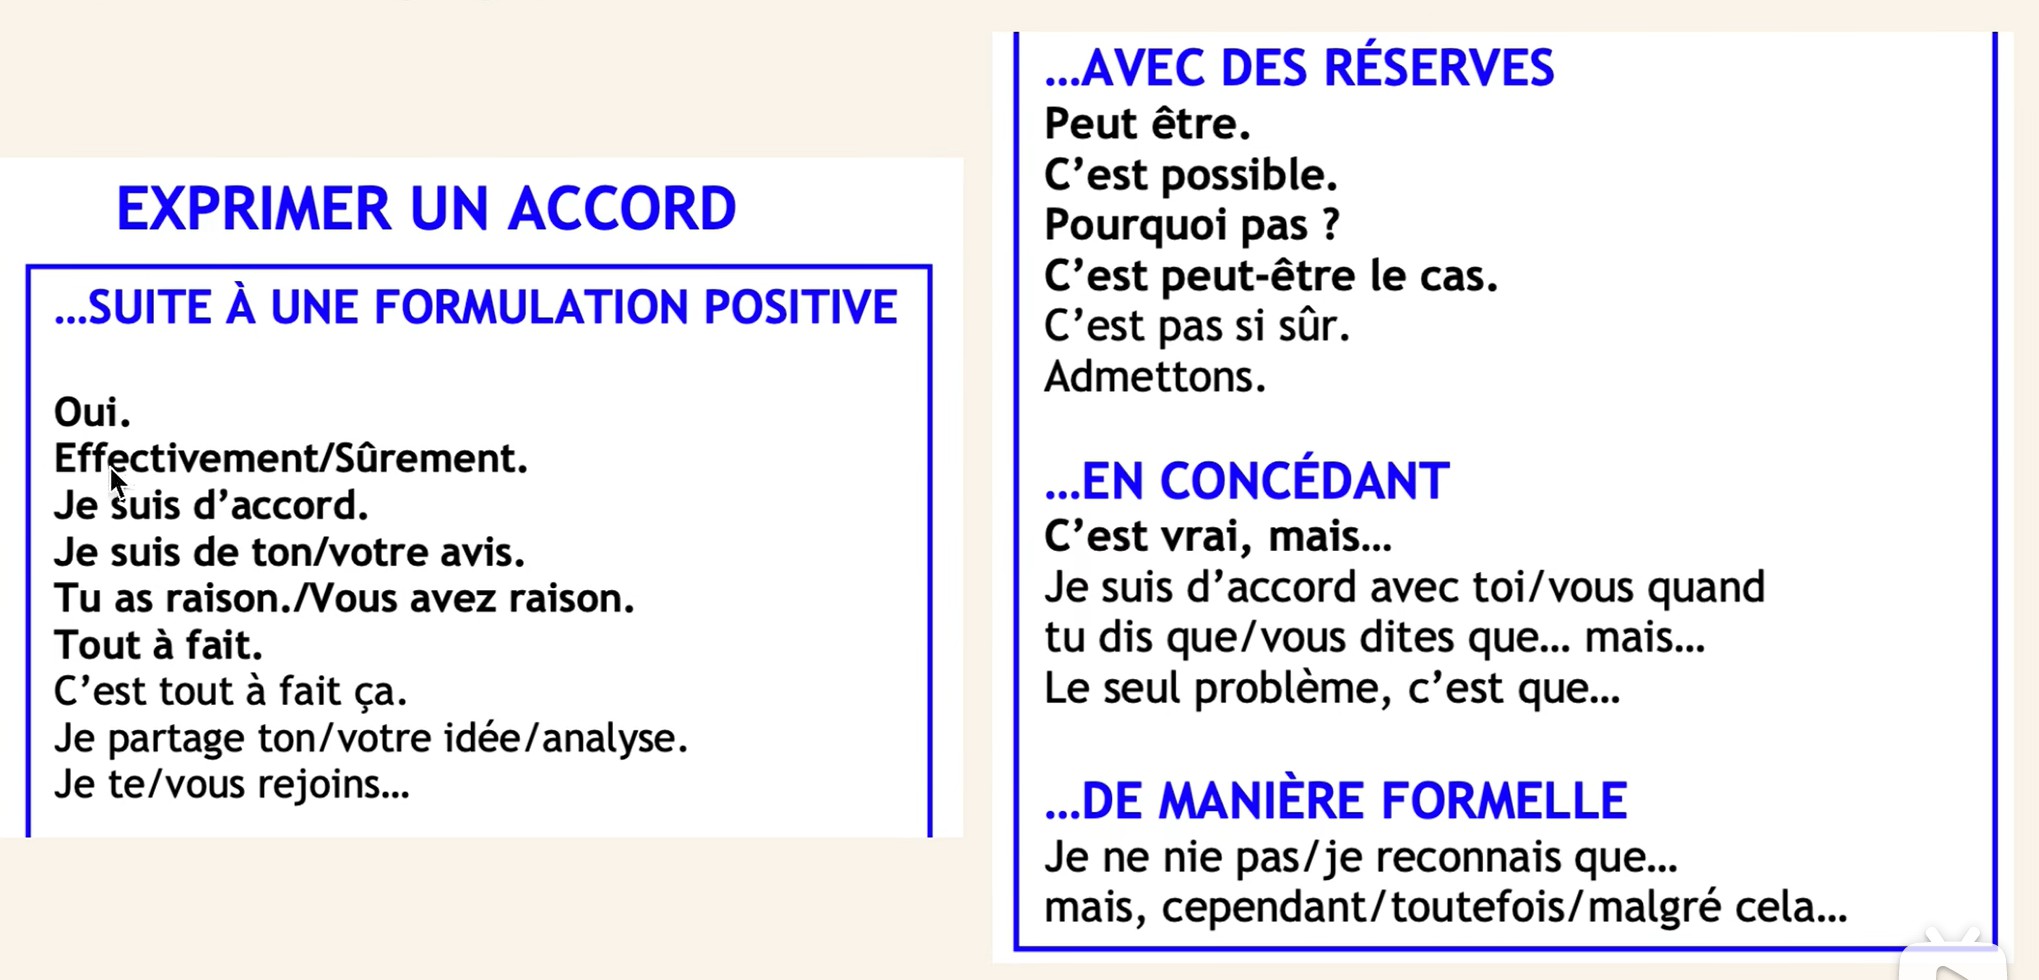 EXPRIMER UN ACCORD
...SUITE À UNE FORMULATION POSITIVE
Oui.
Effectivement/Sûrement.
Je suis d’accord.
Je suis de ton/votre avis.
Tu as raison./Vous avez raison.
Tout à fait.
C’est tout à fait ça.
Je partage ton/votre idée/analyse.
Je te/vous rejoins...
...AVEC DES RÉSERVES
Peut être.
C’est possible.
Pourquoi pas ?
C’est peut-être le cas.
C’est pas si sûr.
Admettons.
...EN CONCÉDANT
C’est vrai, mais...
Je suis d’accord avec toi/vous quand
tu dis que/vous dites que... mais...
Le seul problème, c’est que...
...DE MANIÈRE FORMELLE
Je ne nie pas/je reconnais que...
mais, cependant/toutefois/malgré cela...